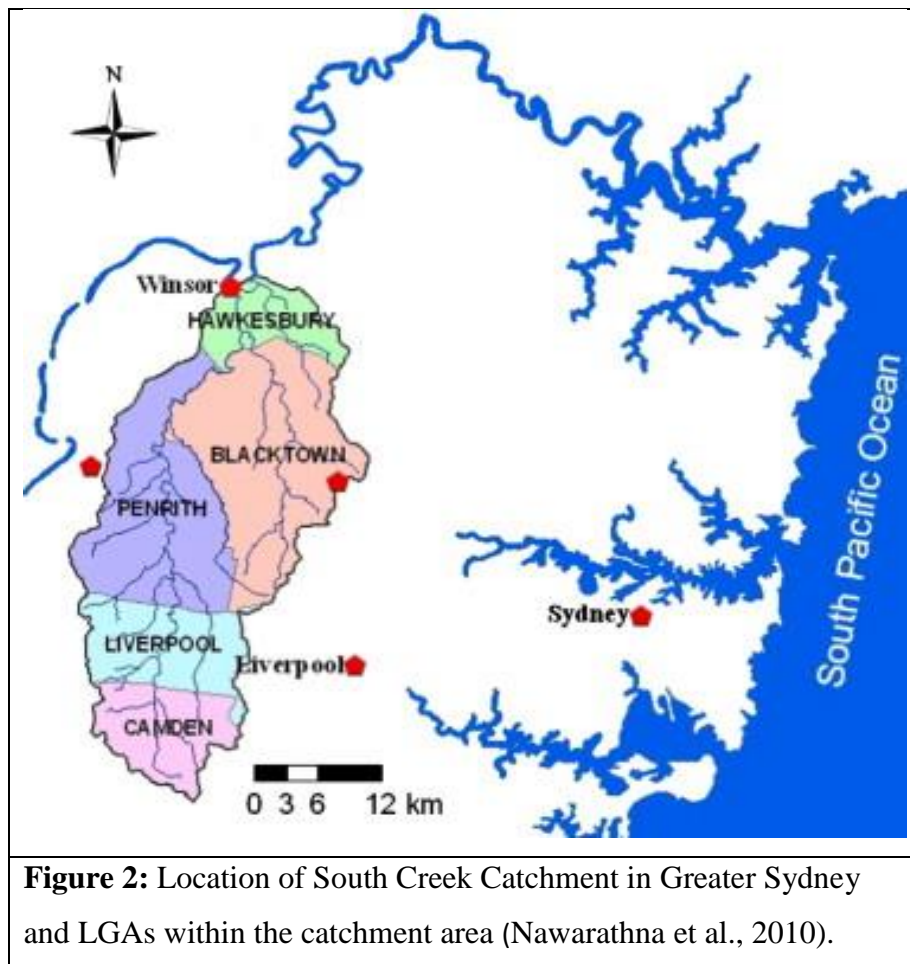 N
Winsor
HAWKESBURY
BLACKTOWN
PENRITH
South Pacific Ocean
Sydney
LIVERPOOL
Liverpool
CAMDEN
0 3 6 12 km
Figure 2: Location of South Creek Catchment in Greater Sydney
and LGAs within the catchment area (Nawarathna et al., 2010).